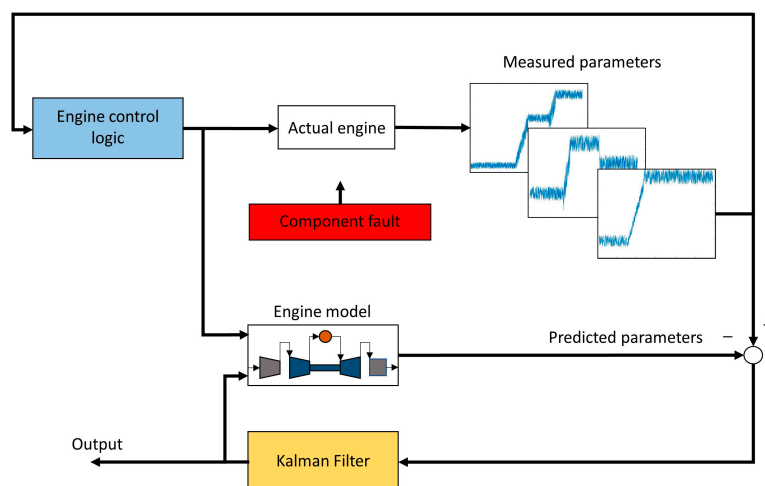 Measured parameters
Engine control
logic
Actual engine
Component fault
Engine model
Predicted parameters
–
Output
Kalman Filter